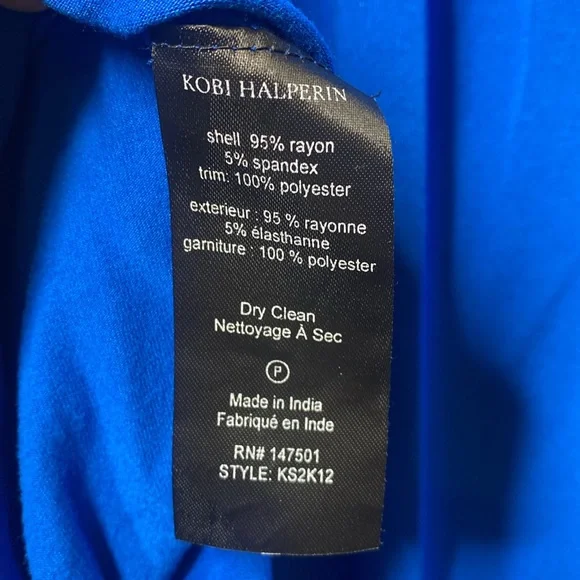 KOBI HALPERIN
shell 95% rayon
5% spandex
trim: 100% polyester
exterieur : 95 % rayonne
5% élasthanne
garniture : 100 % polyester
Dry Clean
Nettoyage À Sec
P
Made in India
Fabriqué en Inde
RN# 147501
STYLE: KS2K12